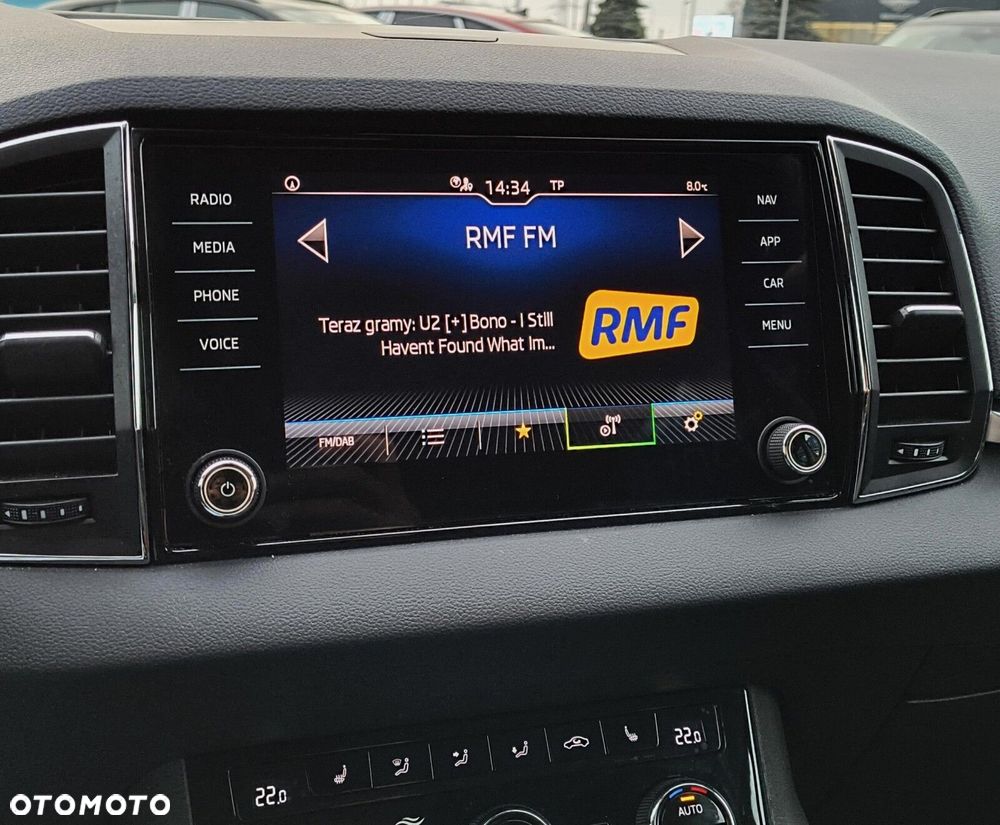 14:34 TP 8.0°C
RADIO
MEDIA
PHONE
VOICE
RMF FM
Teraz gramy: U2 [+]Bono - I Still
Havent Found What Im...
RMF
FM/DAB
NAV
APP
CAR
MENU
22.0
22.0
AUTO
OTOMOTO